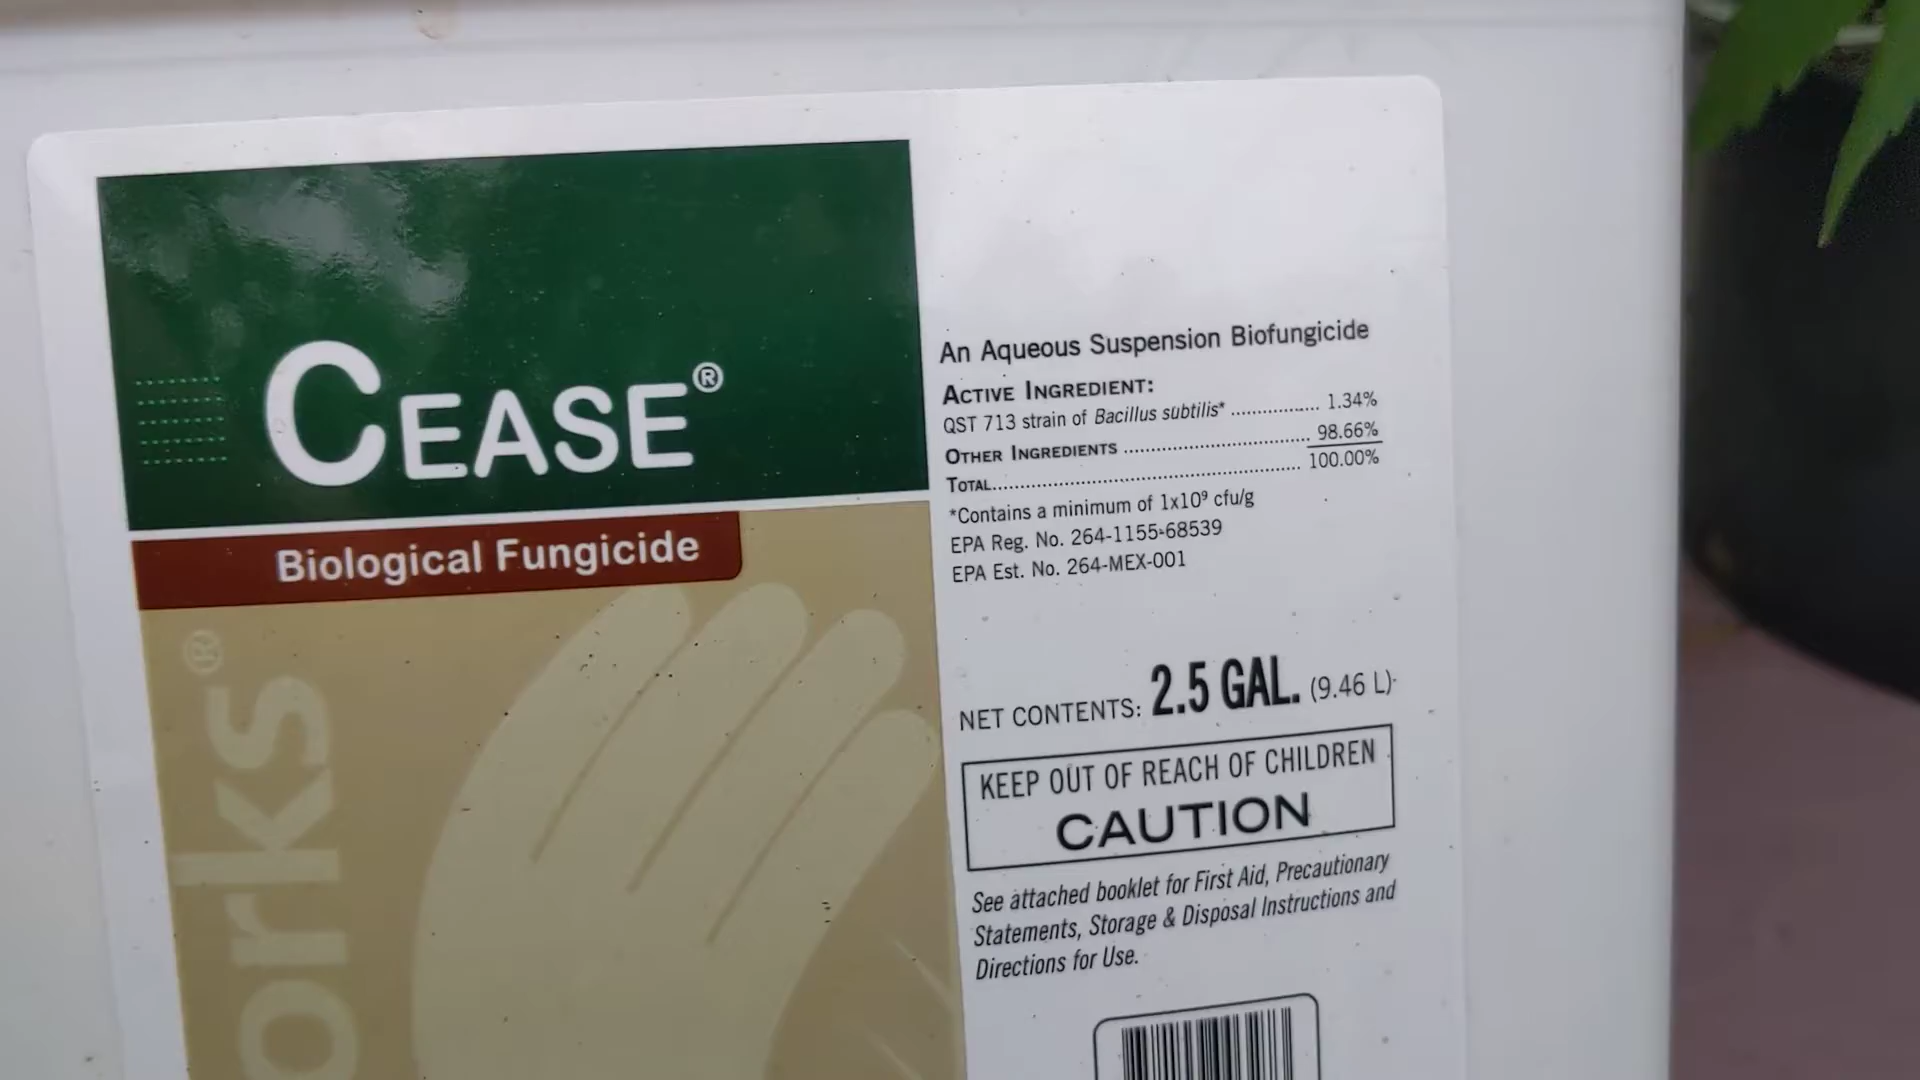 CEASE®
Biological Fungicide
orks®
An Aqueous Suspension Biofungicide
ACTIVE INGREDIENT:
QST 713 strain of Bacillus subtilis* .................. 1.34%
OTHER INGREDIENTS .................. 98.66%
TOTAL.................. 100.00%
*Contains a minimum of 1x10⁹ cfu/g
EPA Reg. No. 264-1155-68539
EPA Est. No. 264-MEX-001
NET CONTENTS: 2.5 GAL. (9.46 L)
KEEP OUT OF REACH OF CHILDREN
CAUTION
See attached booklet for First Aid, Precautionary
Statements, Storage & Disposal Instructions and
Directions for Use.